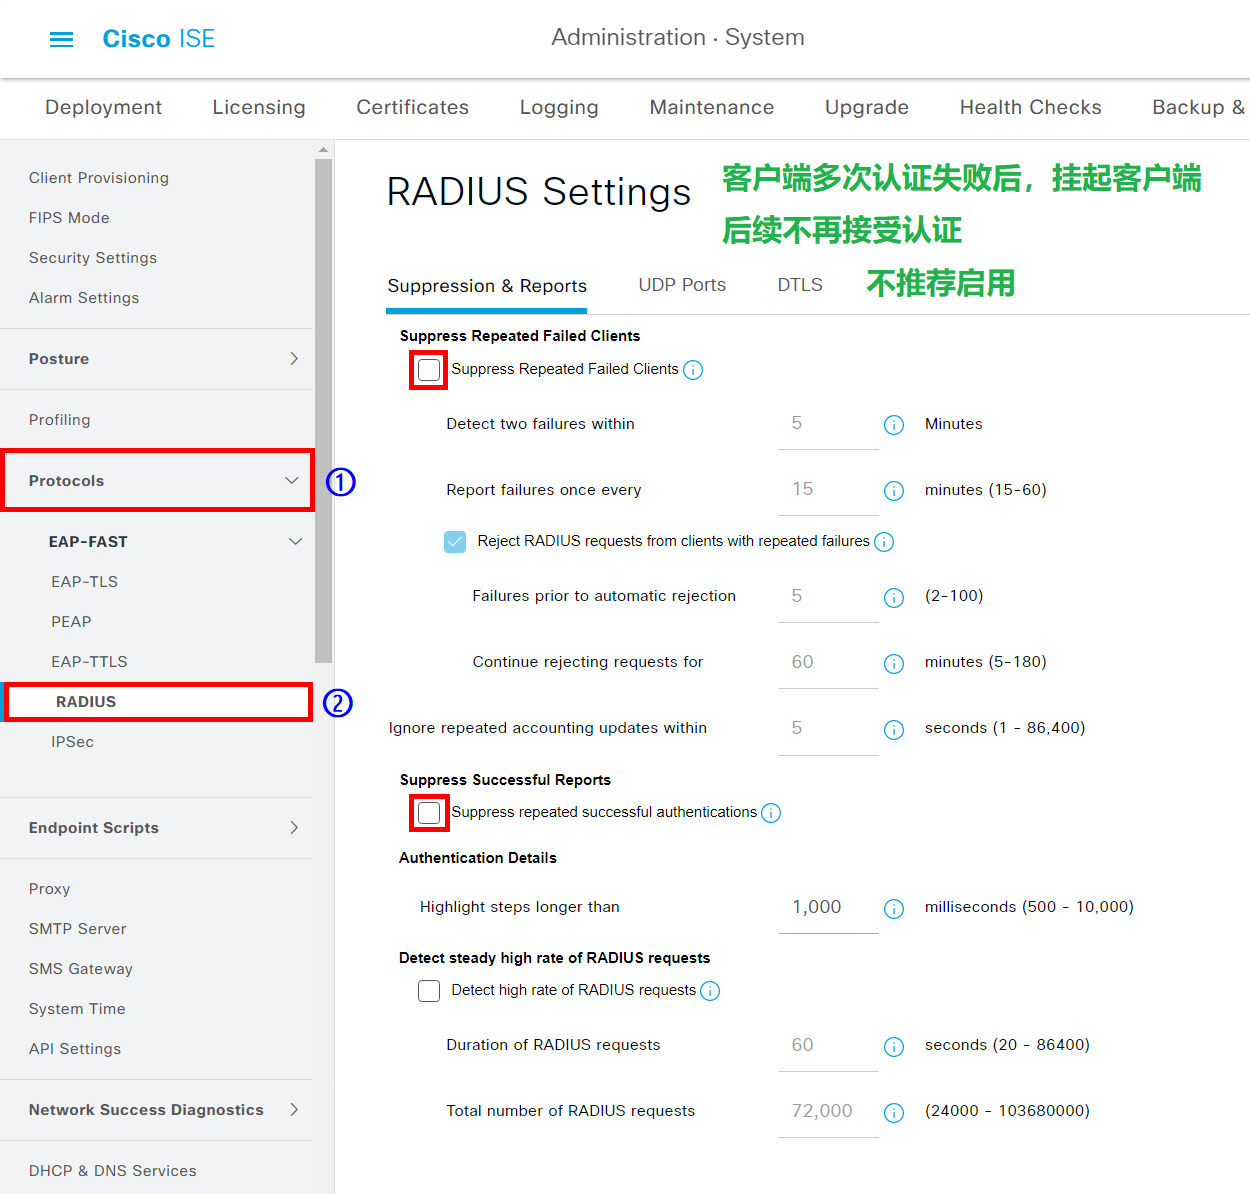 Cisco ISE
Administration · System
Deployment Licensing Certificates Logging Maintenance Upgrade Health Checks Backup &
Client Provisioning
FIPS Mode
Security Settings
Alarm Settings
Posture
Profiling
Protocols ①
EAP-FAST
EAP-TLS
PEAP
EAP-TTLS
RADIUS ②
IPSec
Endpoint Scripts
Proxy
SMTP Server
SMS Gateway
System Time
API Settings
Network Success Diagnostics
DHCP & DNS Services
RADIUS Settings
客户端多次认证失败后，挂起客户端
后续不再接受认证
不推荐启用
Suppression & Reports UDP Ports DTLS
Suppress Repeated Failed Clients
Suppress Repeated Failed Clients
Detect two failures within 5 Minutes
Report failures once every 15 minutes (15-60)
Reject RADIUS requests from clients with repeated failures
Failures prior to automatic rejection 5 (2-100)
Continue rejecting requests for 60 minutes (5-180)
Ignore repeated accounting updates within 5 seconds (1 - 86,400)
Suppress Successful Reports
Suppress repeated successful authentications
Authentication Details
Highlight steps longer than 1,000 milliseconds (500 - 10,000)
Detect steady high rate of RADIUS requests
Detect high rate of RADIUS requests
Duration of RADIUS requests 60 seconds (20 - 86400)
Total number of RADIUS requests 72,000 (24000 - 103680000)